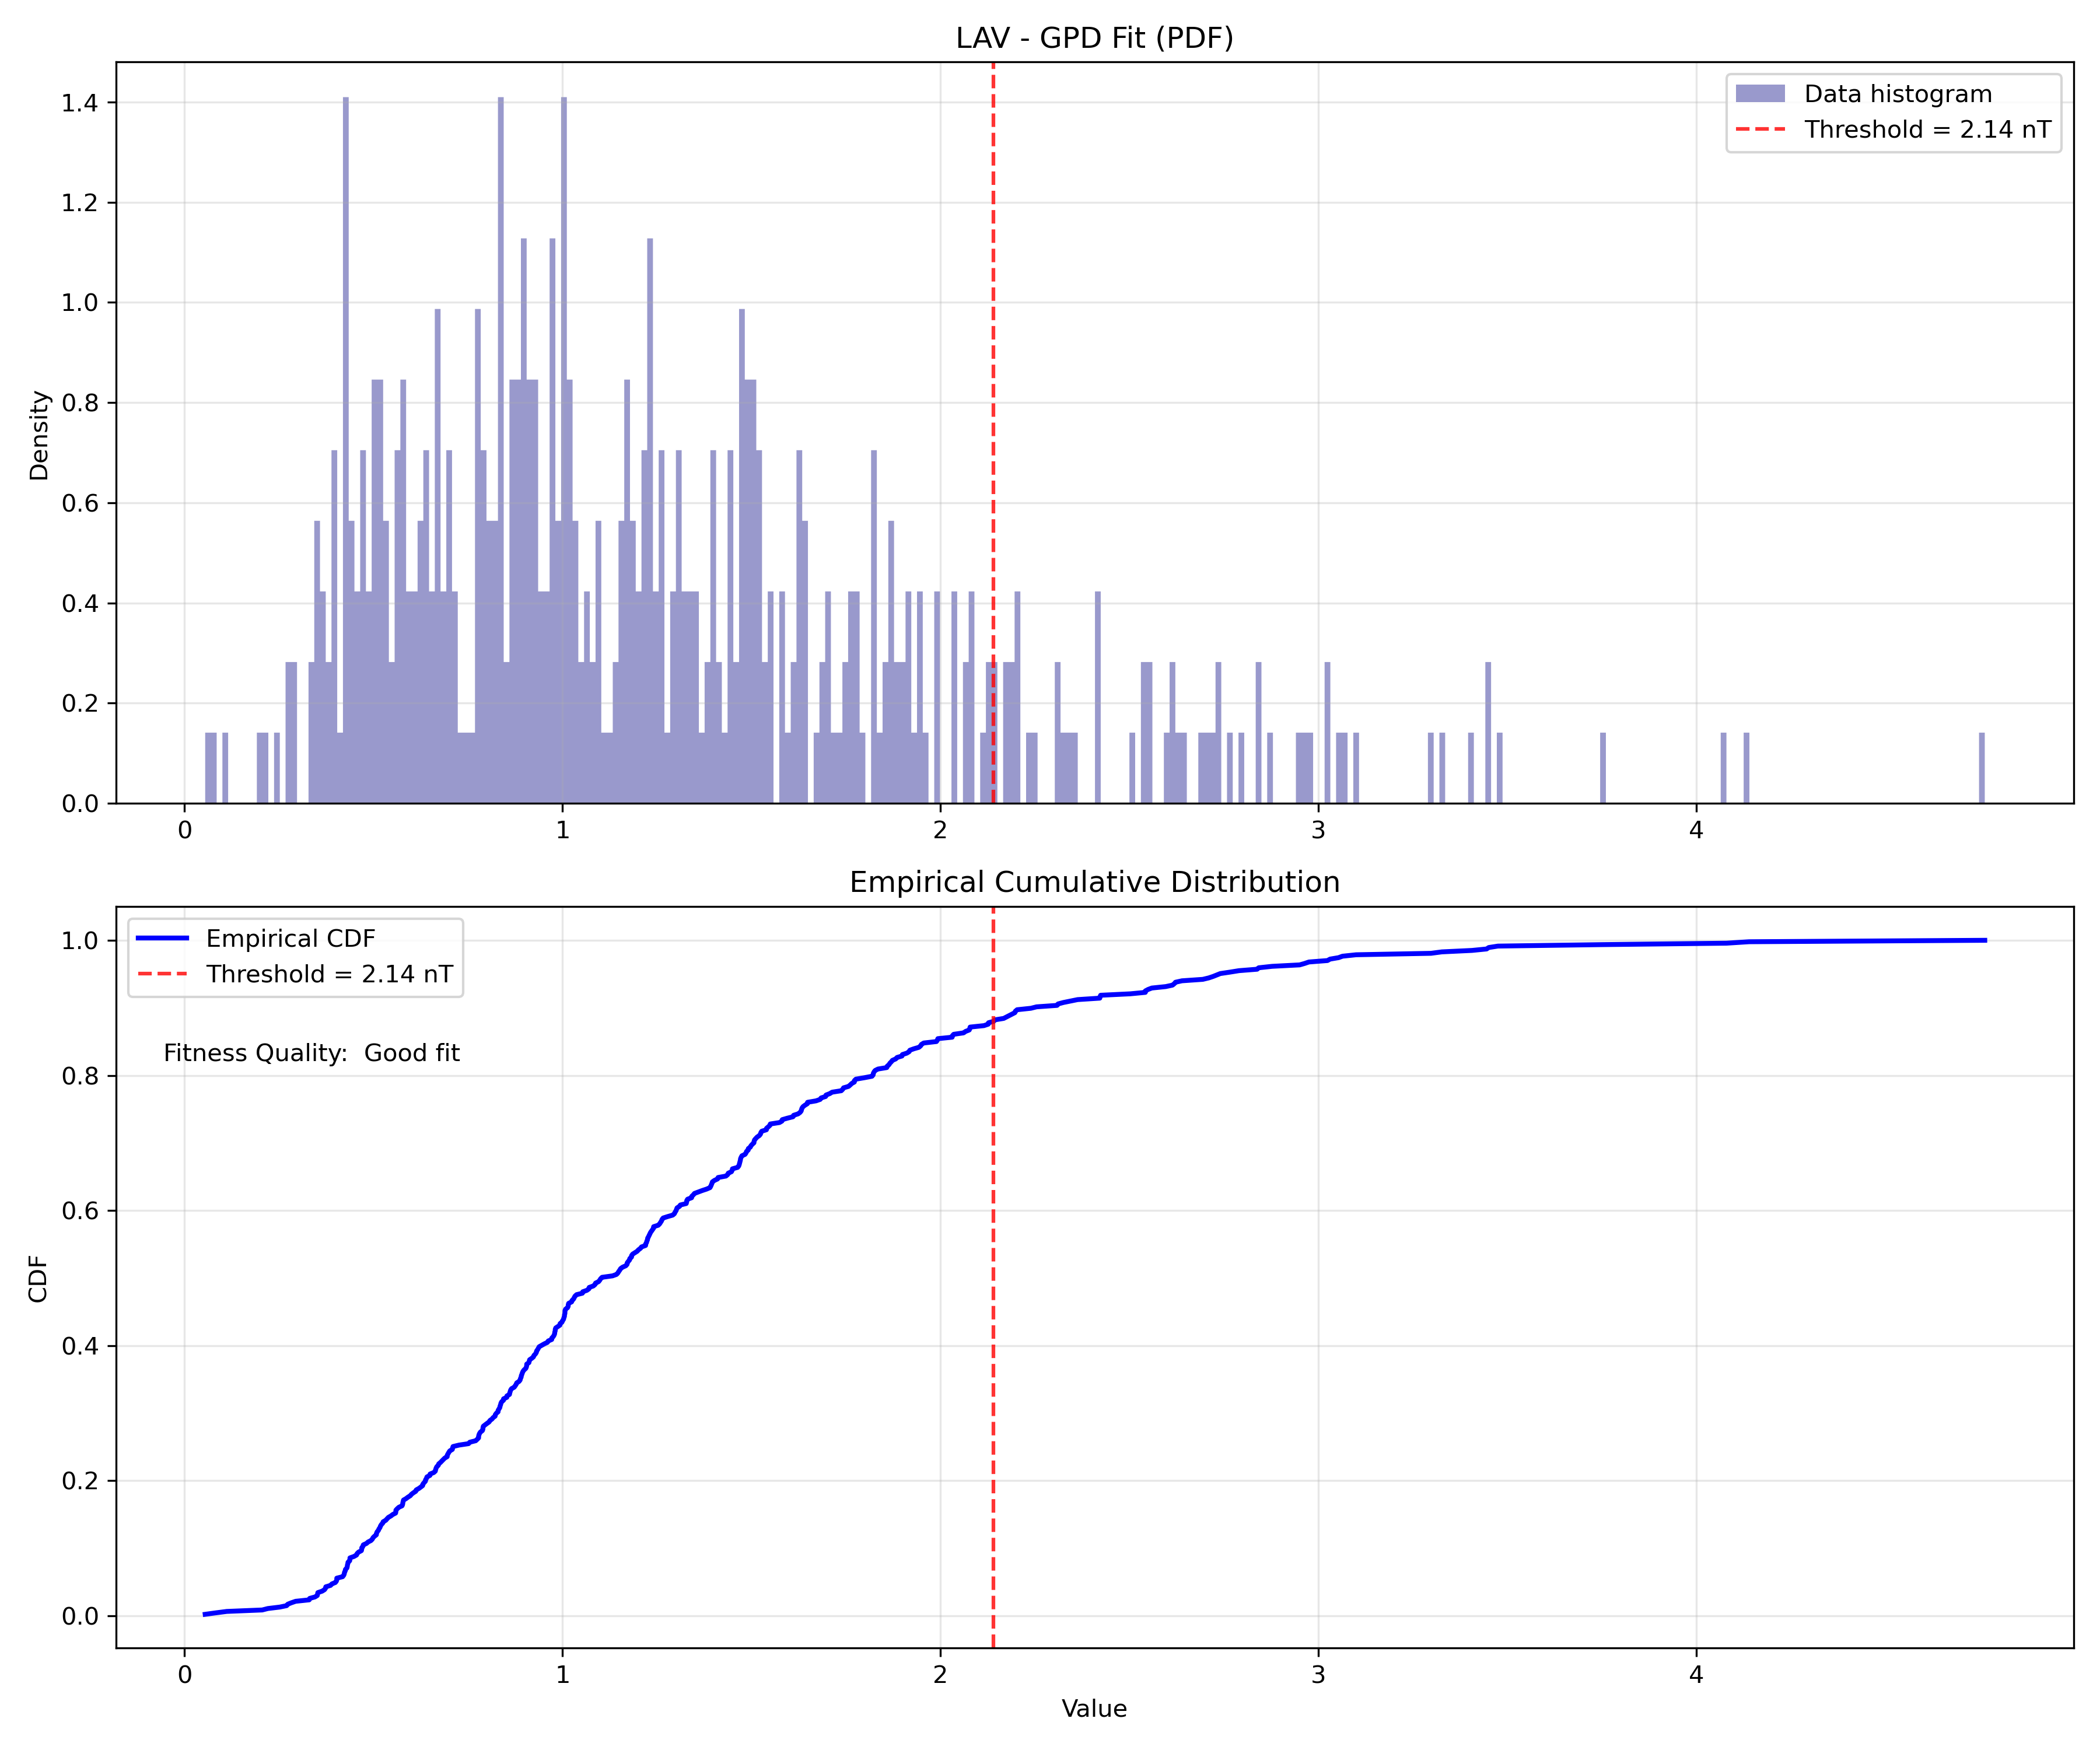 LAV - GPD Fit (PDF)
Data histogram
Threshold = 2.14 nT
Density
1.4
1.2
1.0
0.8
0.6
0.4
0.2
0.0
0 1 2 3 4
Empirical Cumulative Distribution
Empirical CDF
Threshold = 2.14 nT
Fitness Quality:  Good fit
CDF
1.0
0.8
0.6
0.4
0.2
0.0
0 1 2 3 4
Value